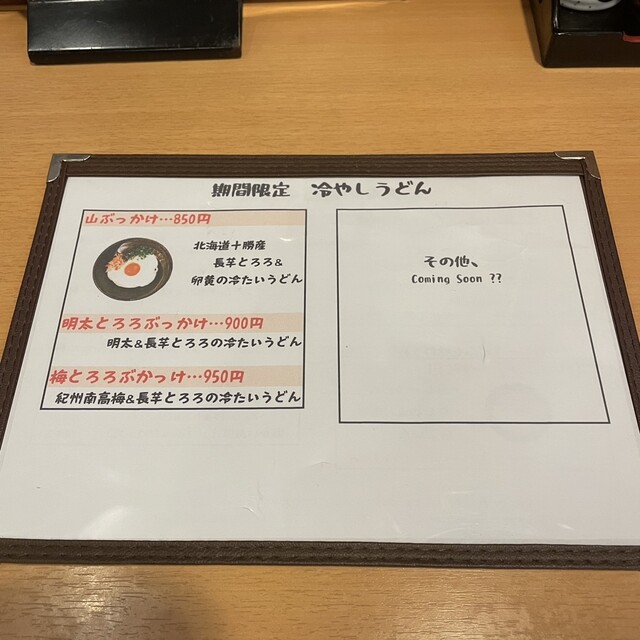 期間限定 冷やしうどん
山ぶっかけ…850円
北海道十勝産
長芋とろろ&
卵黄の冷たいうどん
明太とろろぶっかけ…900円
明太&長芋とろろの冷たいうどん
梅とろろぶかっけ…950円
紀州南高梅&長芋とろろの冷たいうどん
その他、
Coming Soon ??